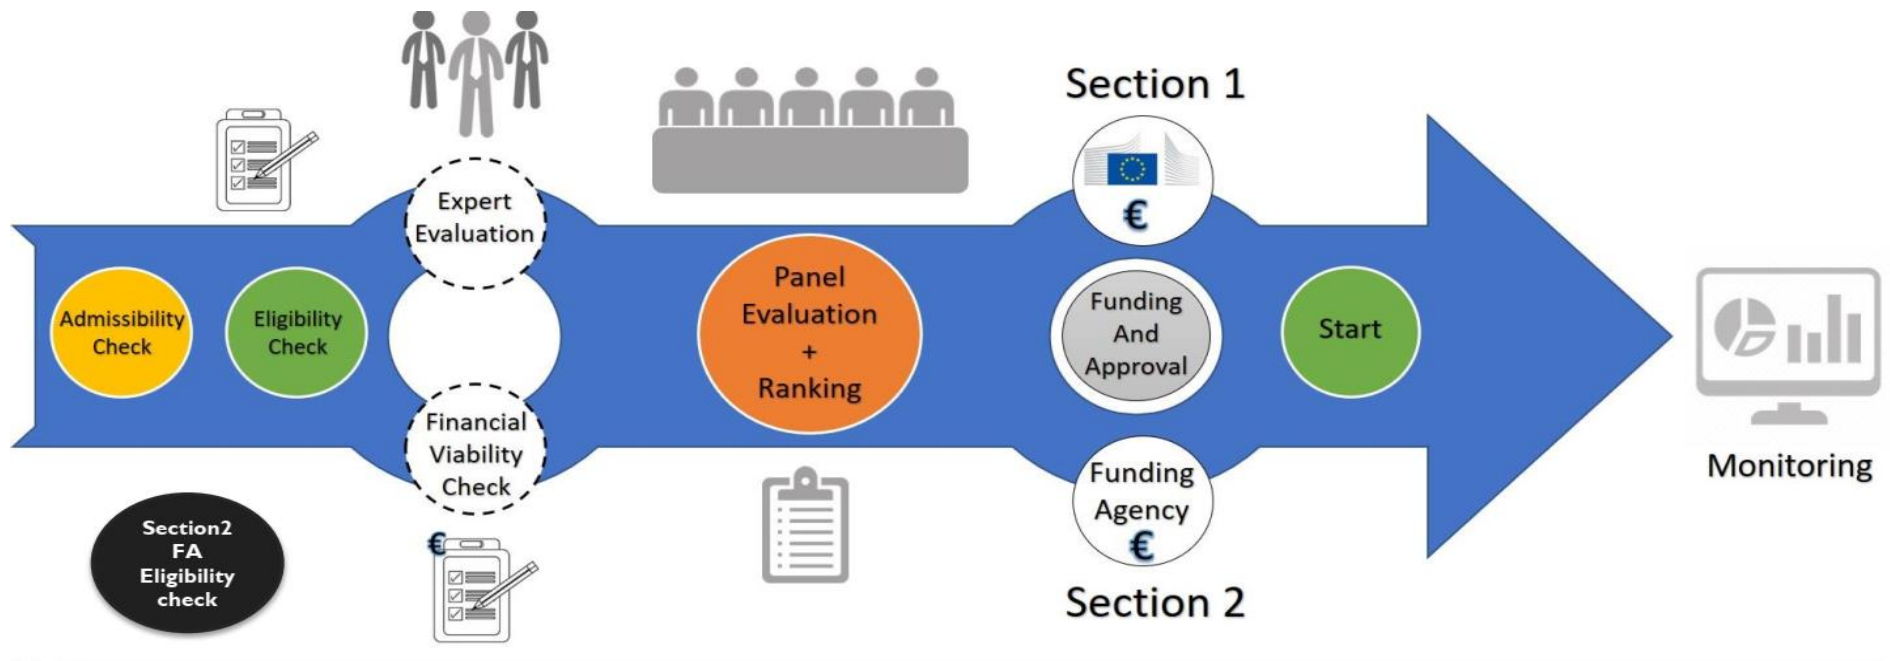 Admissibility
Check
Eligibility
Check
Section2
FA
Eligibility
check
Expert
Evaluation
Financial
Viability
Check
€
Panel
Evaluation
+
Ranking
Section 1
€
Funding
And
Approval
Funding
Agency
€
Section 2
Start
Monitoring